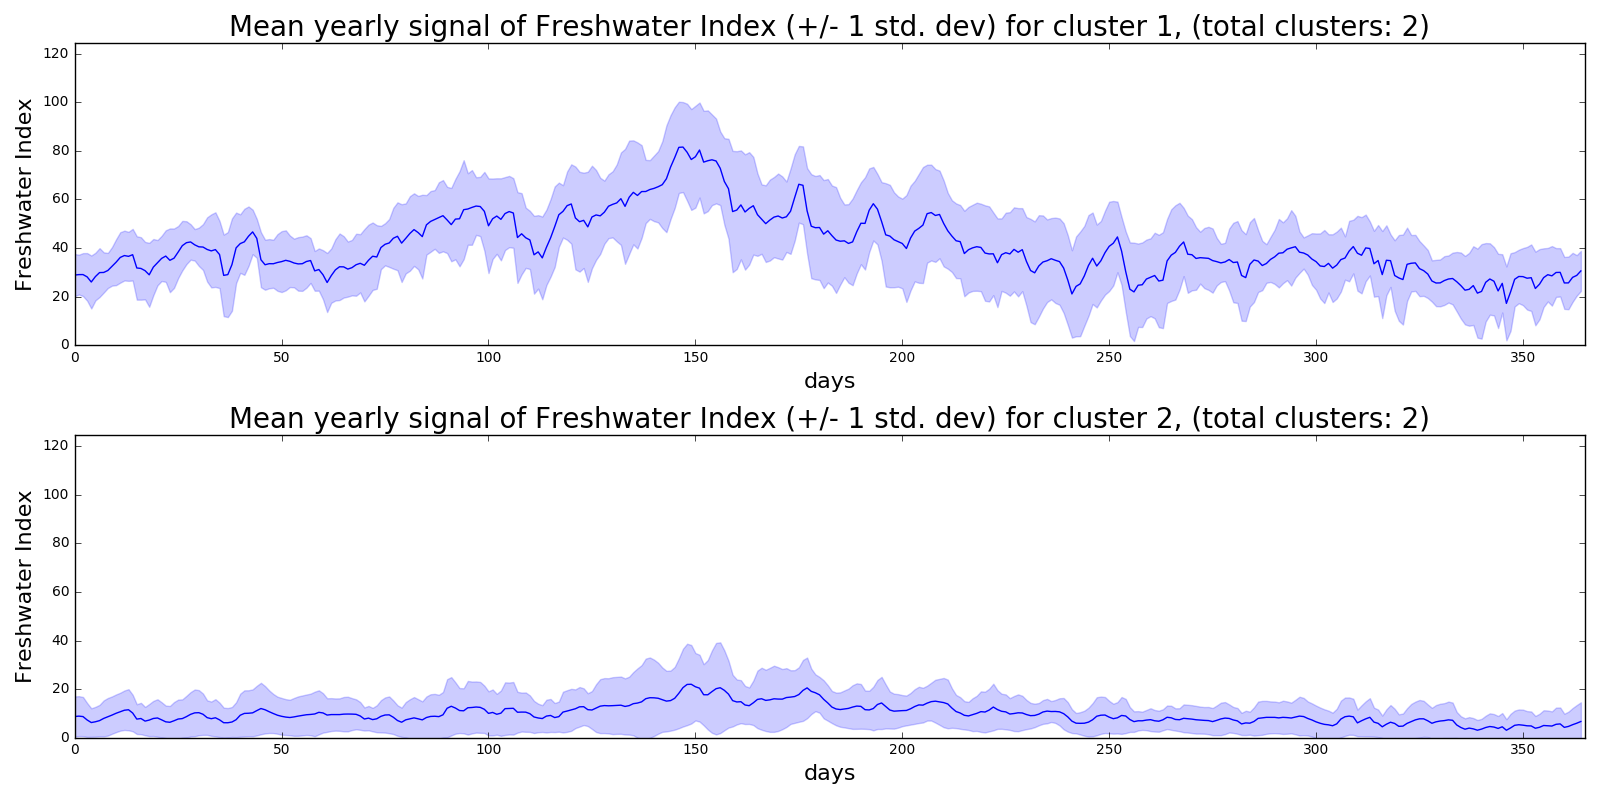 Mean yearly signal of Freshwater Index (+/- 1 std. dev) for cluster 1, (total clusters: 2)
120
100
80
60
40
20
0
Freshwater Index
0 50 100 150 200 250 300 350
days
Mean yearly signal of Freshwater Index (+/- 1 std. dev) for cluster 2, (total clusters: 2)
120
100
80
60
40
20
0
Freshwater Index
0 50 100 150 200 250 300 350
days